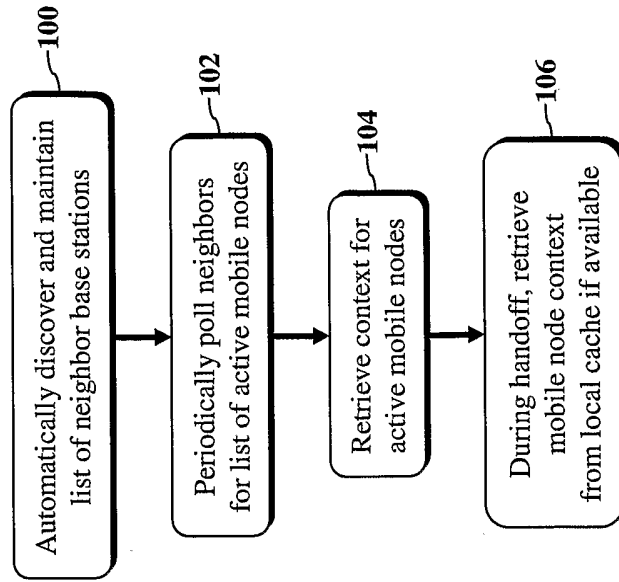 Automatically discover and maintain
list of neighbor base stations
100
Periodically poll neighbors
for list of active mobile nodes
102
Retrieve context for
active mobile nodes
104
During handoff, retrieve
mobile node context
from local cache if available
106